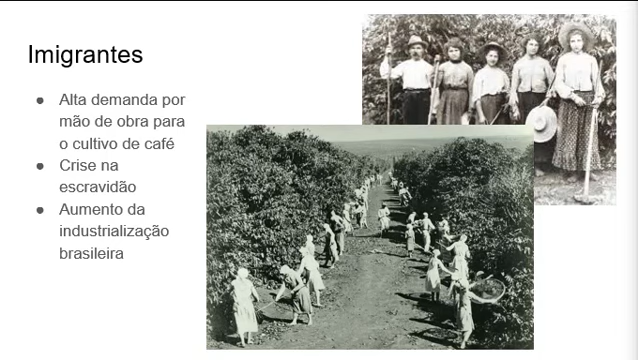 Imigrantes
● Alta demanda por
mão de obra para
o cultivo de café
● Crise na
escravidão
● Aumento da
industrialização
brasileira